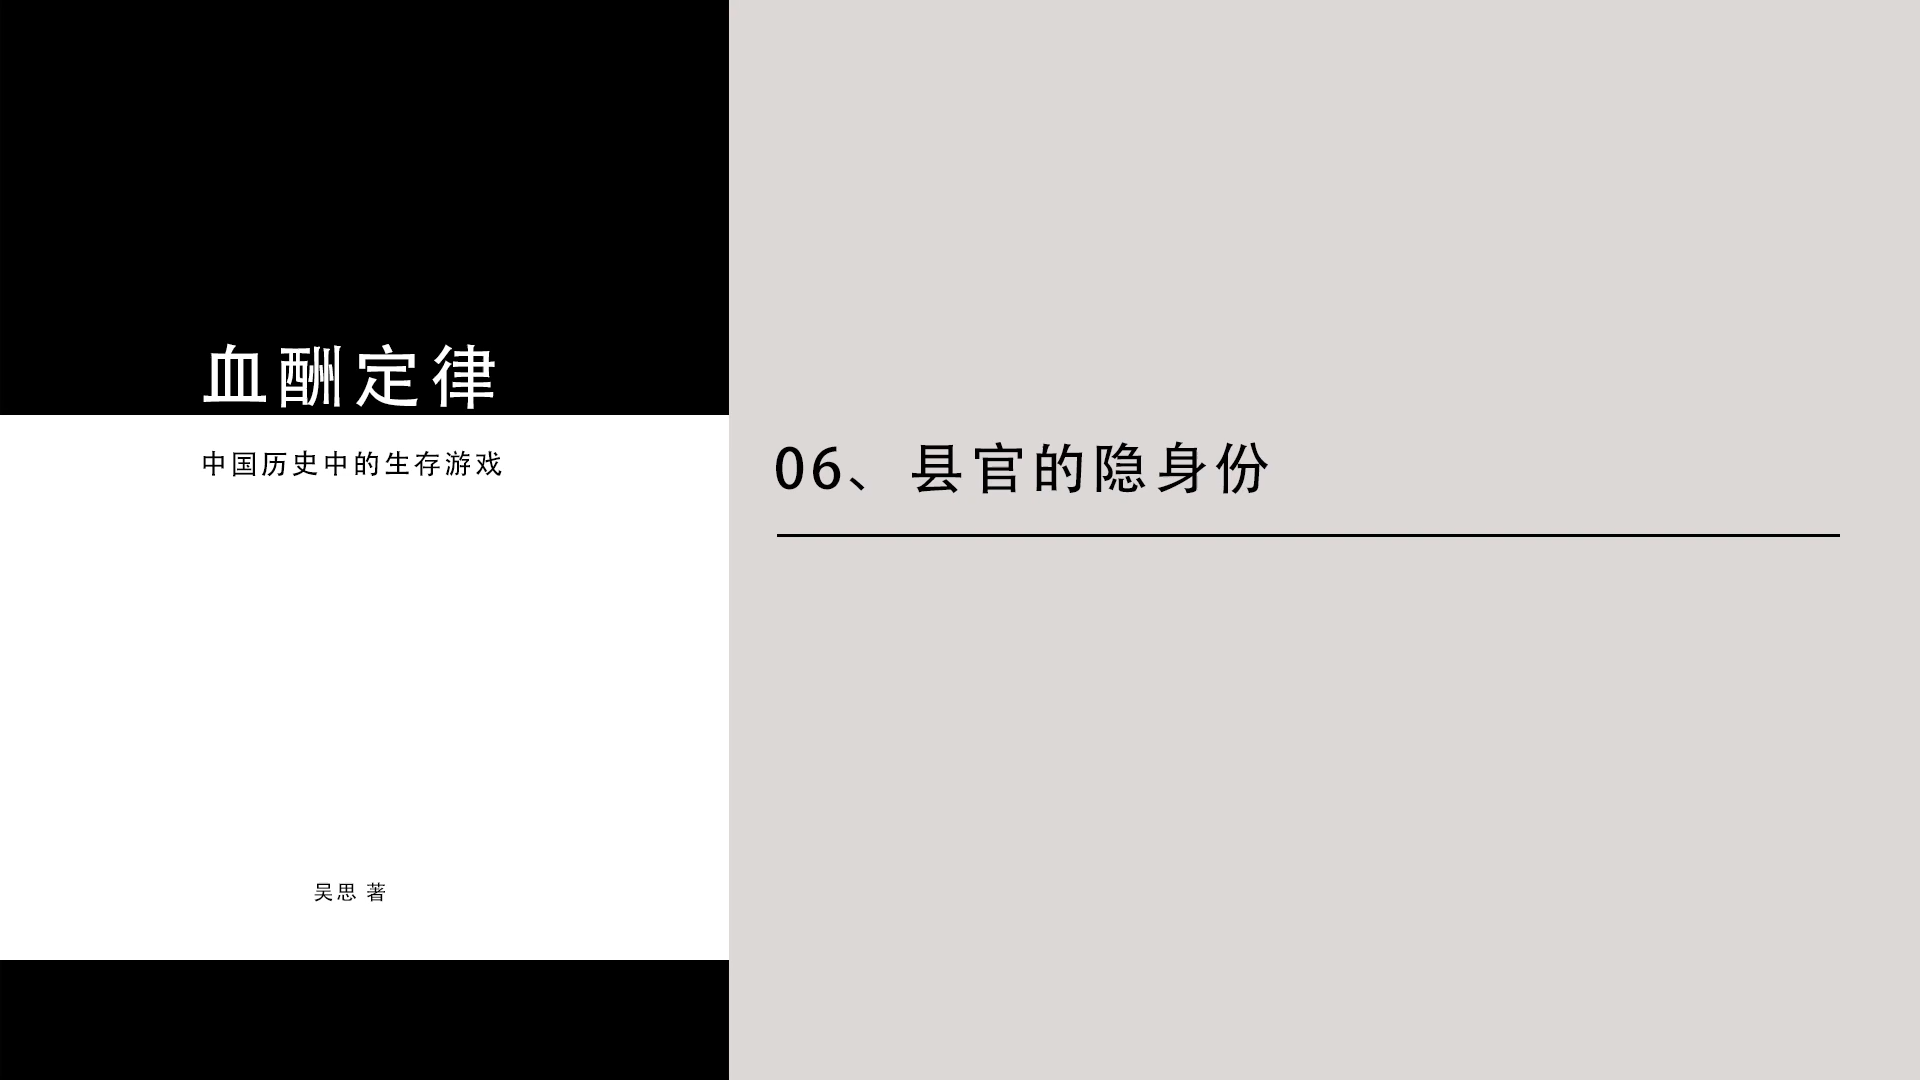 血酬定律
中国历史中的生存游戏
吴思 著
06、县官的隐身份